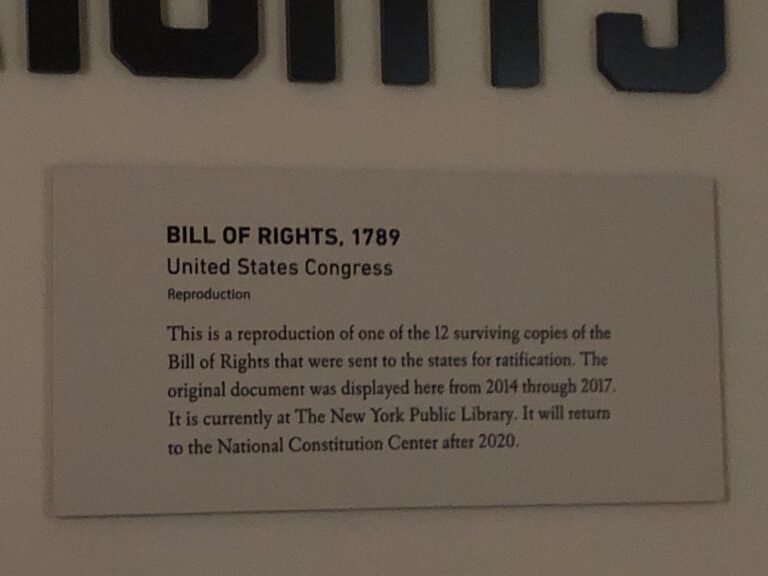 RIGHTS
BILL OF RIGHTS, 1789
United States Congress
Reproduction
This is a reproduction of one of the 12 surviving copies of the
Bill of Rights that were sent to the states for ratification. The
original document was displayed here from 2014 through 2017.
It is currently at The New York Public Library. It will return
to the National Constitution Center after 2020.